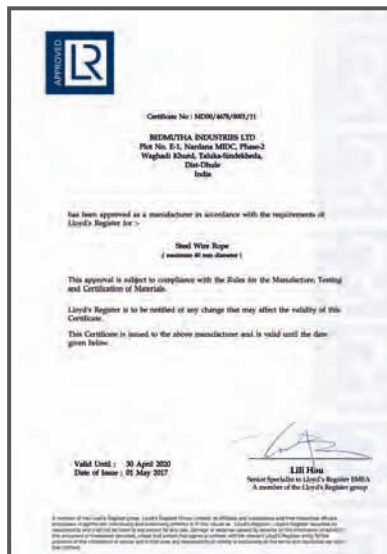 APPROVED
LR
Certificate No : MD00/4678/0001/11
BEDMUTHA INDUSTRIES LTD
Plot No. E-1, Nardana MIDC, Phase-2
Waghadi Khurd, Taluka-Sindekheda,
Dist-Dhule
India
has been approved as a manufacturer in accordance with the requirements of
Lloyd's Register for :-
Steel Wire Rope
( maximum 40 mm diameter )
This approval is subject to compliance with the Rules for the Manufacture, Testing
and Certification of Materials.
Lloyd's Register is to be notified of any change that may affect the validity of this
Certificate.
This Certificate is issued to the above manufacturer and is valid until the date
given below.
Valid Until : 30 April 2020
Date of Issue : 01 May 2017
Lili Hou
Senior Specialist to Lloyd's Register EMEA
A member of the Lloyd's Register group